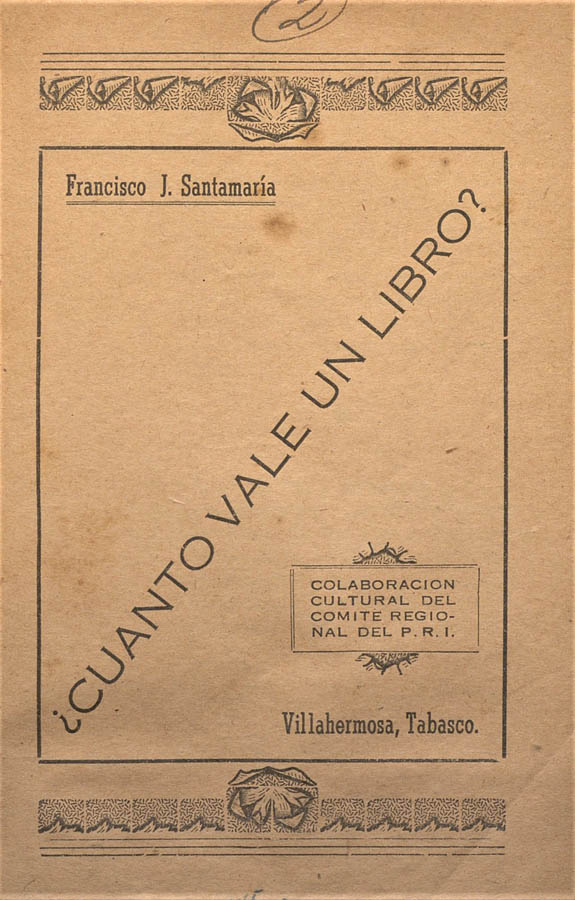 2
Francisco J. Santamaría
¿CUANTO VALE UN LIBRO?
COLABORACION
CULTURAL DEL
COMITE REGIO-
NAL DEL P. R. I.
Villahermosa, Tabasco.